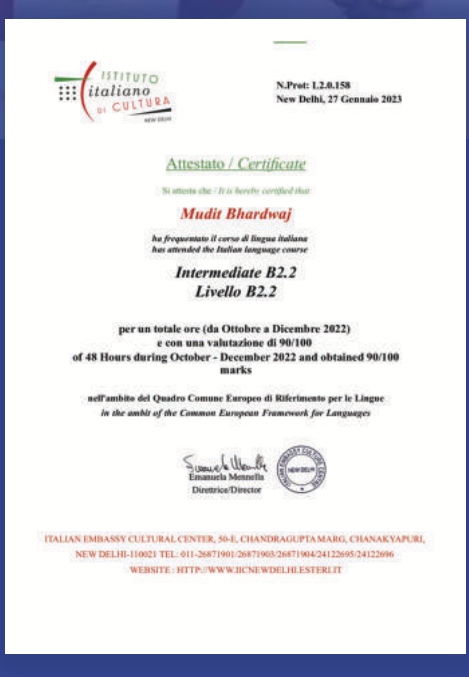 ISTITUTO
italiano
DI CULTURA
NEW DELHI
N.Prot: I.2.0.158
New Delhi, 27 Gennaio 2023
Attestato / Certificate
Si attesta che / It is hereby certified that
Mudit Bhardwaj
ha frequentato il corso di lingua italiana
has attended the Italian language course
Intermediate B2.2
Livello B2.2
per un totale ore (da Ottobre a Dicembre 2022)
e con una valutazione di 90/100
of 48 Hours during October - December 2022 and obtained 90/100
marks
nell'ambito del Quadro Comune Europeo di Riferimento per le Lingue
in the ambit of the Common European Framework for Languages
Emanuela Mennella
Direttrice/Director
ITALIAN EMBASSY CULTURAL CENTRE
NEW DELHI
ITALIAN EMBASSY CULTURAL CENTER, 50-E, CHANDRAGUPTA MARG, CHANAKYAPURI,
NEW DELHI-110021 TEL: 011-26871901/26871903/26871904/24122695/24122696
WEBSITE : HTTP://WWW.IICNEWDELHI.ESTERI.IT